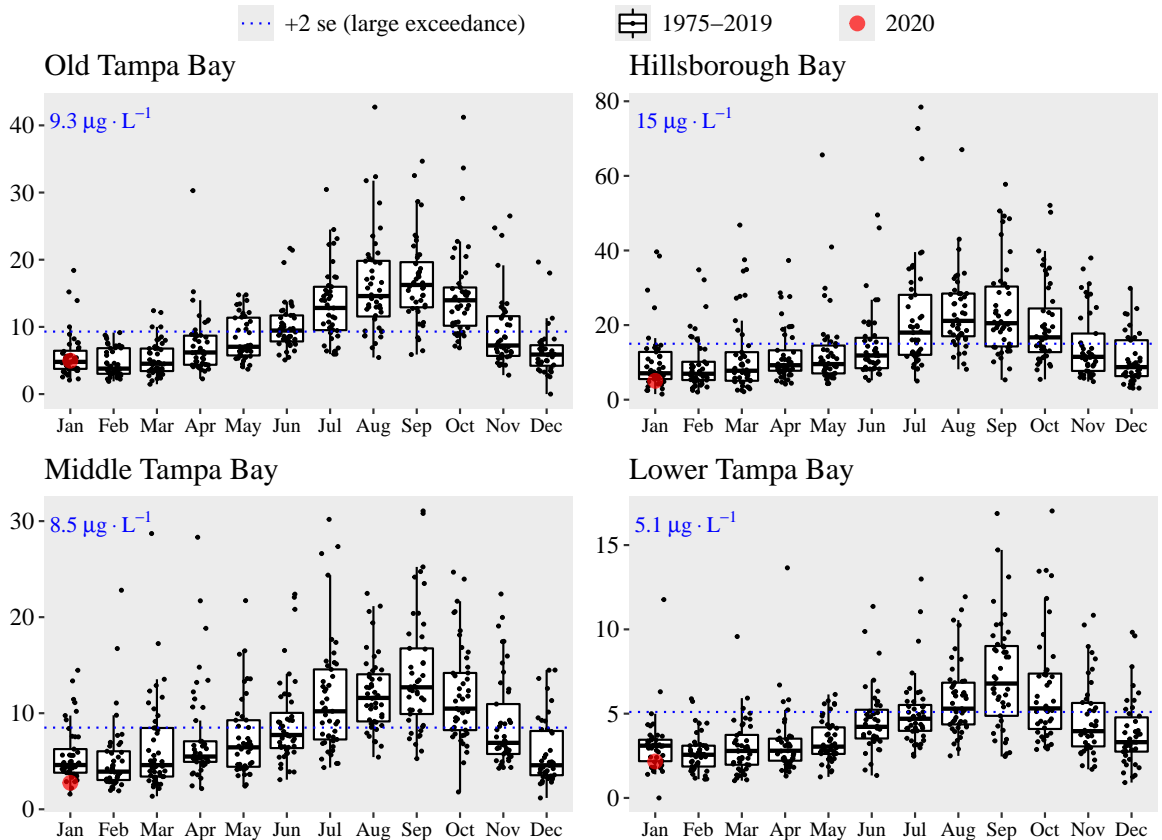 +2 se (large exceedance) 1975–2019 2020
Old Tampa Bay
9.3 μg · L⁻¹
40
30
20
10
0
Jan Feb Mar Apr May Jun Jul Aug Sep Oct Nov Dec
Hillsborough Bay
15 μg · L⁻¹
80
60
40
20
0
Jan Feb Mar Apr May Jun Jul Aug Sep Oct Nov Dec
Middle Tampa Bay
8.5 μg · L⁻¹
30
20
10
0
Jan Feb Mar Apr May Jun Jul Aug Sep Oct Nov Dec
Lower Tampa Bay
5.1 μg · L⁻¹
15
10
5
0
Jan Feb Mar Apr May Jun Jul Aug Sep Oct Nov Dec